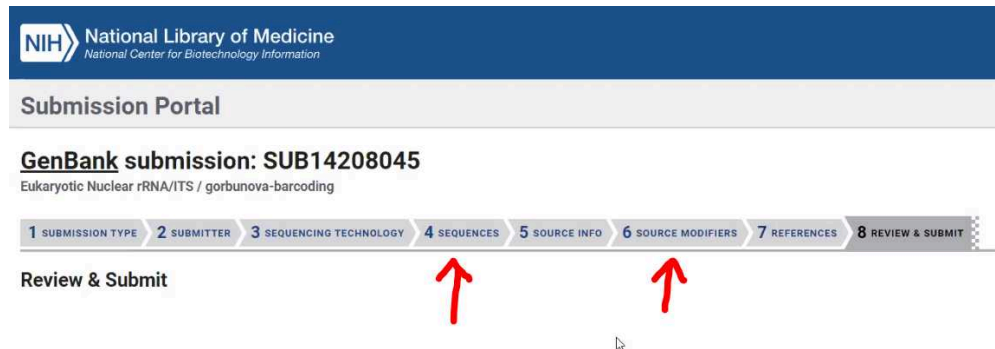 NIH National Library of Medicine
National Center for Biotechnology Information
Submission Portal
GenBank submission: SUB14208045
Eukaryotic Nuclear rRNA/ITS / gorbunova-barcoding
1 SUBMISSION TYPE 2 SUBMITTER 3 SEQUENCING TECHNOLOGY 4 SEQUENCES 5 SOURCE INFO 6 SOURCE MODIFIERS 7 REFERENCES 8 REVIEW & SUBMIT
Review & Submit